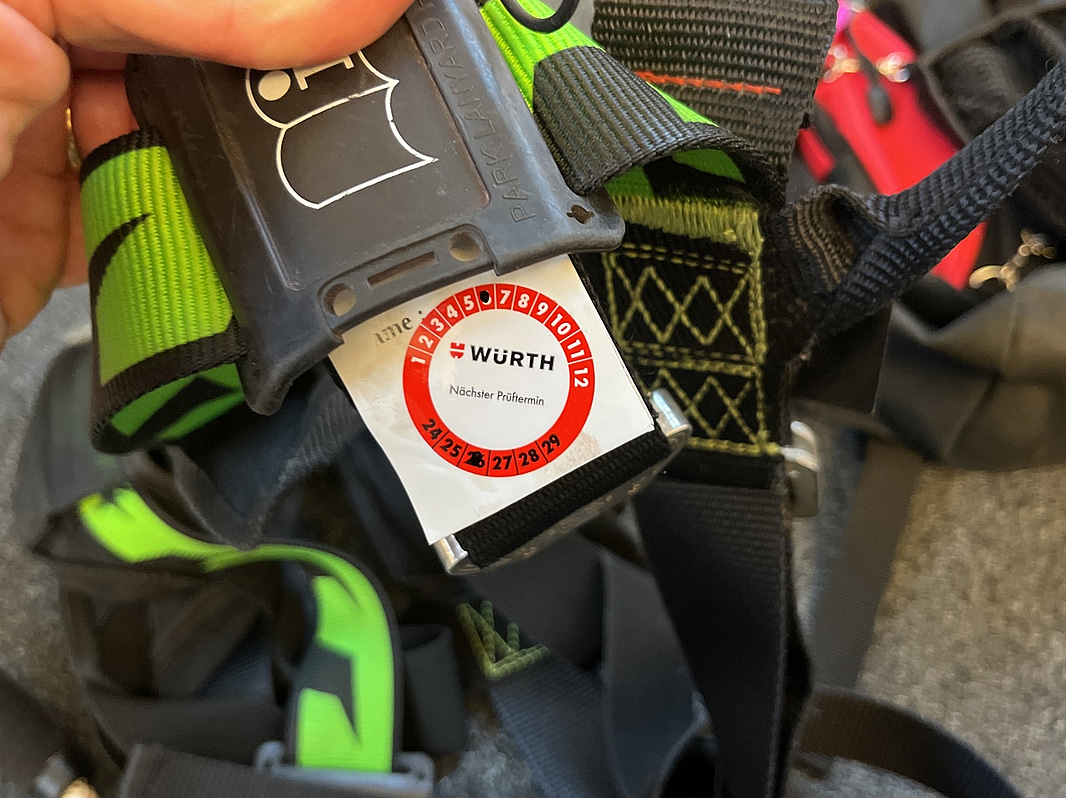 PARK LANYARD
1 2 3 4 5 7 8 9 10 11 12
WÜRTH
Nächster Prüftermin
24 25 26 27 28 29